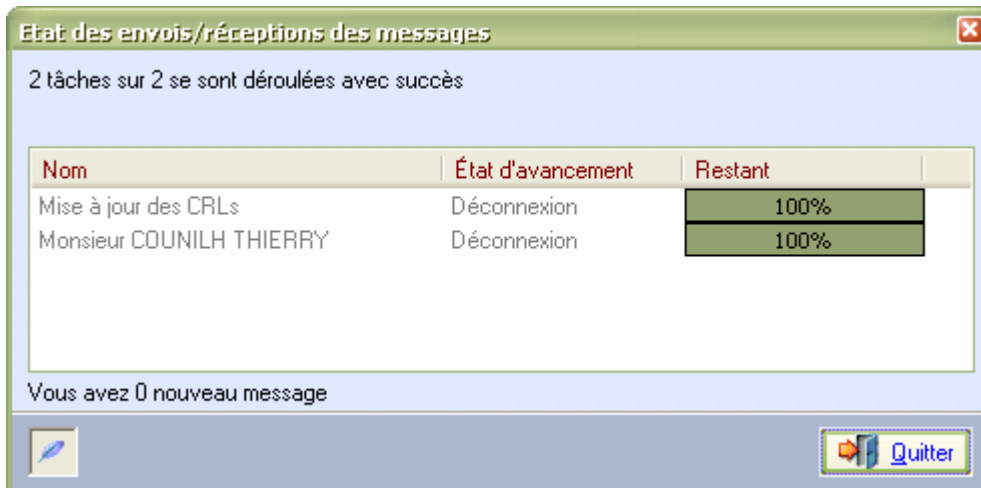 Etat des envois/réceptions des messages
2 tâches sur 2 se sont déroulées avec succès
Nom État d'avancement Restant
Mise à jour des CRLs Déconnexion 100%
Monsieur COUNILH THIERRY Déconnexion 100%
Vous avez 0 nouveau message
Quitter